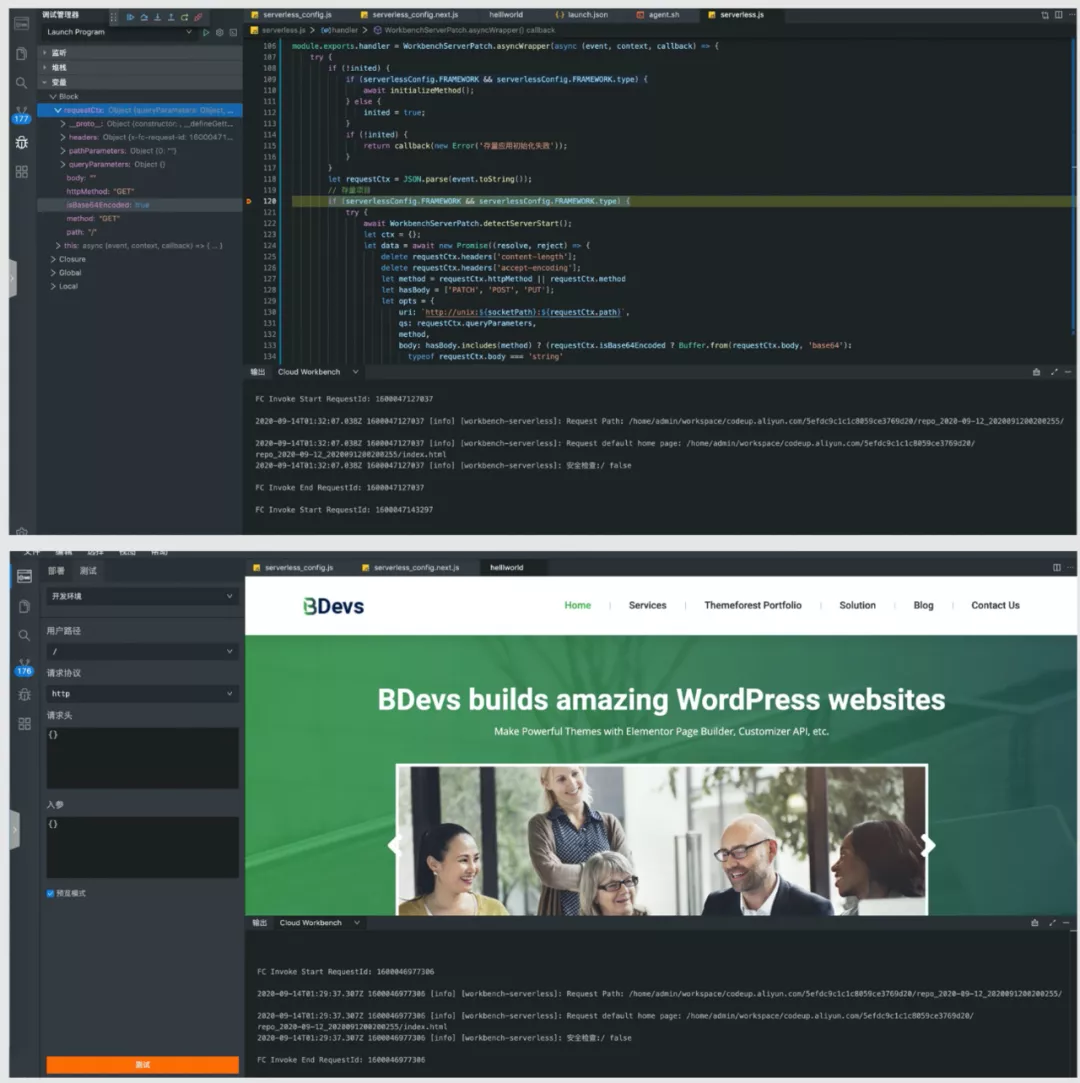 调试管理器
Launch Program
监听
堆栈
变量
Block
requestCtx: Object {queryParameters: Object, ...
__proto__: Object {constructor: , __defineGett...
headers: Object {x-fc-request-id: 16000471...
pathParameters: Object {0: ""}
queryParameters: Object {}
body: ""
httpMethod: "GET"
isBase64Encoded: true
method: "GET"
path: "/"
this: async (event, context, callback) => { ... }
Closure
Global
Local
177
serverless_config.js
serverless_config.next.js
helllworld
launch.json
agent.sh
serverless.js
serverless.js > handler > WorkbenchServerPatch.asyncWrapper() callback
106 module.exports.handler = WorkbenchServerPatch.asyncWrapper(async (event, context, callback) => {
107 try {
108 if (!inited) {
109 if (serverlessConfig.FRAMEWORK && serverlessConfig.FRAMEWORK.type) {
110 await initializeMethod();
111 } else {
112 inited = true;
113 }
114 if (!inited) {
115 return callback(new Error('存量应用初始化失败'));
116 }
117 }
118 let requestCtx = JSON.parse(event.toString());
119 // 存量项目
120 if (serverlessConfig.FRAMEWORK && serverlessConfig.FRAMEWORK.type) {
121 try {
122 await WorkbenchServerPatch.detectServerStart();
123 let ctx = {};
124 let data = await new Promise((resolve, reject) => {
125 delete requestCtx.headers['content-length'];
126 delete requestCtx.headers['accept-encoding'];
127 let method = requestCtx.httpMethod || requestCtx.method
128 let hasBody = ['PATCH', 'POST', 'PUT'];
129 let opts = {
130 uri: `http://unix:${socketPath}:${requestCtx.path}`,
131 qs: requestCtx.queryParameters,
132 method,
133 body: hasBody.includes(method) ? (requestCtx.isBase64Encoded ? Buffer.from(requestCtx.body, 'base64'):
134 typeof requestCtx.body === 'string'
输出 Cloud Workbench
FC Invoke Start RequestId: 1600047127037
2020-09-14T01:32:07.038Z 1600047127037 [info] [workbench-serverless]: Request Path: /home/admin/workspace/codeup.aliyun.com/5efdc9c1c1c8059ce3769d20/repo_2020-09-12_2020091200200255/
2020-09-14T01:32:07.038Z 1600047127037 [info] [workbench-serverless]: Request default home page: /home/admin/workspace/codeup.aliyun.com/5efdc9c1c1c8059ce3769d20/
repo_2020-09-12_2020091200200255/index.html
2020-09-14T01:32:07.038Z 1600047127037 [info] [workbench-serverless]: 安全检查:/ false
FC Invoke End RequestId: 1600047127037
FC Invoke Start RequestId: 1600047143297
文件 编辑 选择 视图 帮助
部署 测试
开发环境
用户路径
/
请求协议
http
请求头
{}
入参
{}
预览模式
测试
176
serverless_config.js
serverless_config.next.js
helllworld
BDevs
Home
Services
Themeforest Portfolio
Solution
Blog
Contact Us
BDevs builds amazing WordPress websites
Make Powerful Themes with Elementor Page Builder, Customizer API, etc.
输出 Cloud Workbench
FC Invoke Start RequestId: 1600046977306
2020-09-14T01:29:37.307Z 1600046977306 [info] [workbench-serverless]: Request Path: /home/admin/workspace/codeup.aliyun.com/5efdc9c1c1c8059ce3769d20/repo_2020-09-12_2020091200200255/
2020-09-14T01:29:37.307Z 1600046977306 [info] [workbench-serverless]: Request default home page: /home/admin/workspace/codeup.aliyun.com/5efdc9c1c1c8059ce3769d20/
repo_2020-09-12_2020091200200255/index.html
2020-09-14T01:29:37.307Z 1600046977306 [info] [workbench-serverless]: 安全检查:/ false
FC Invoke End RequestId: 1600046977306